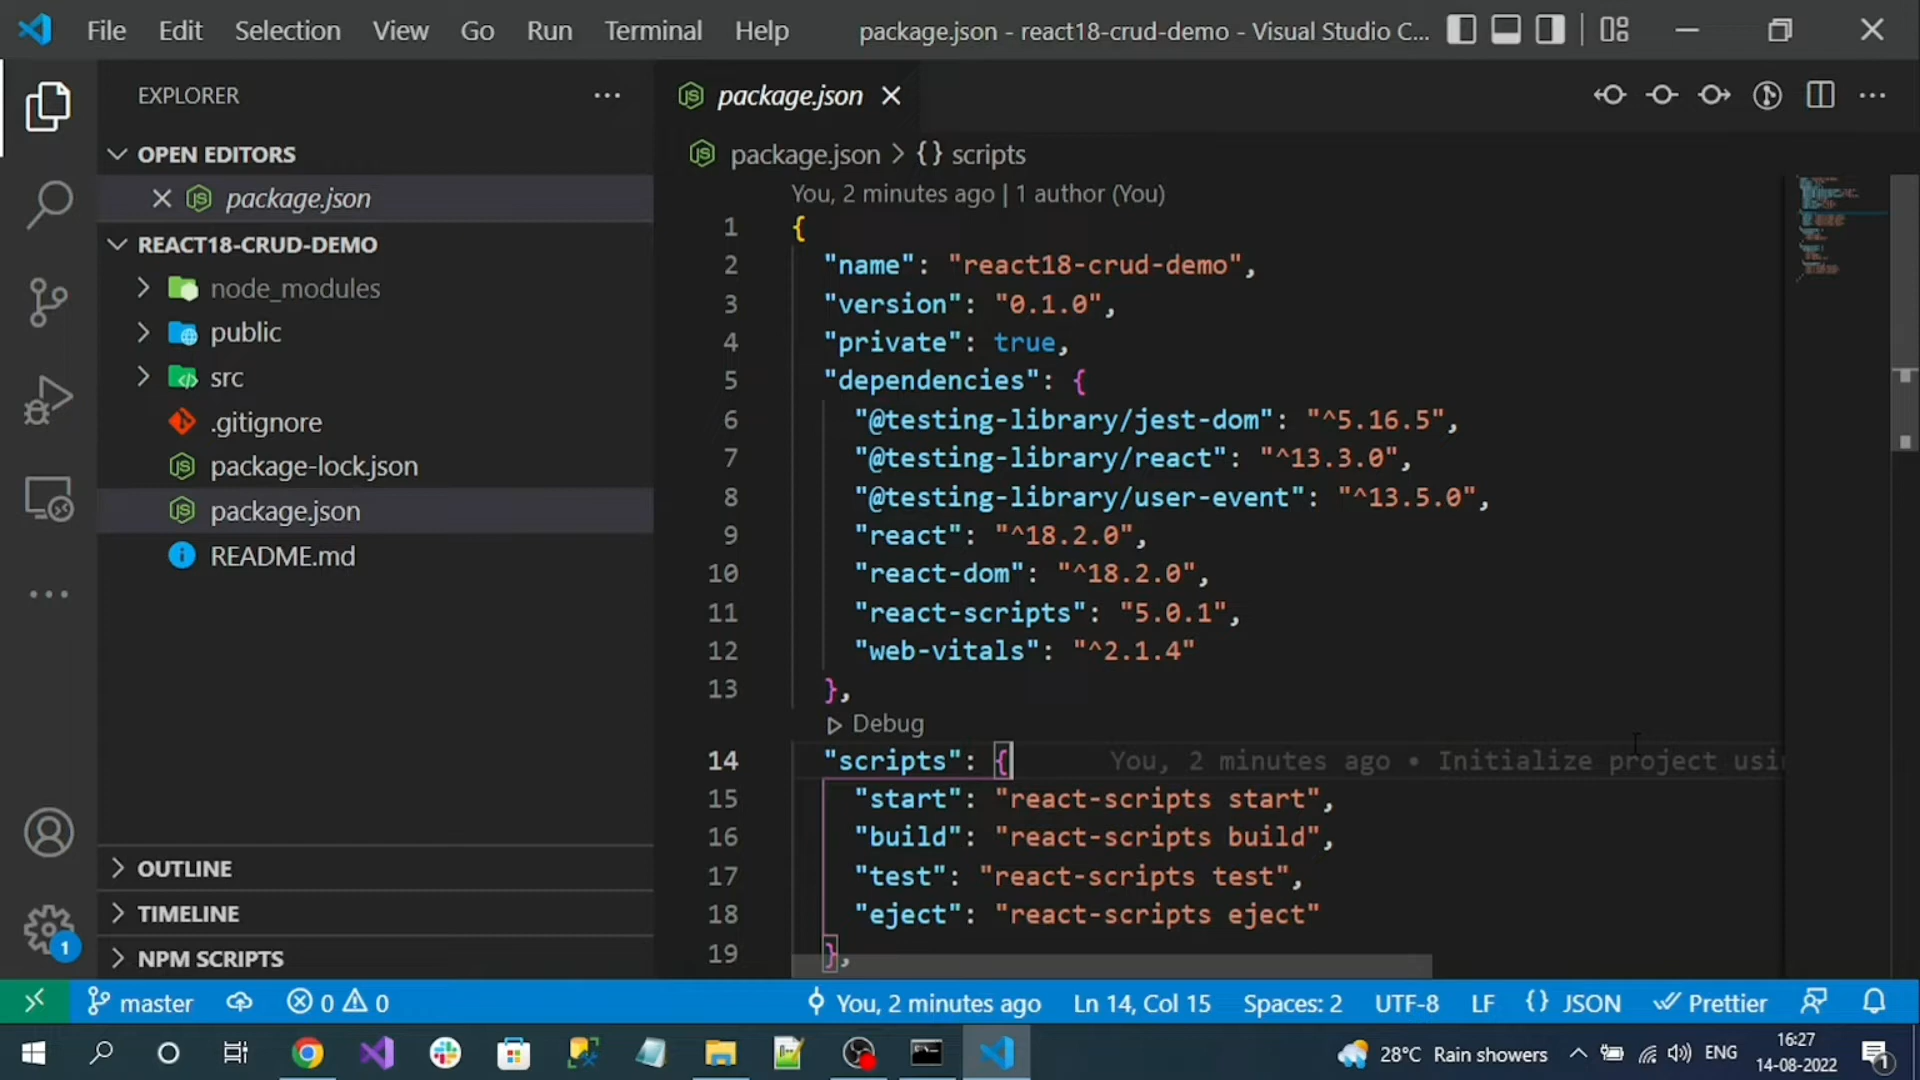 File Edit Selection View Go Run Terminal Help package.json - react18-crud-demo - Visual Studio C...
EXPLORER
OPEN EDITORS
package.json
REACT18-CRUD-DEMO
node_modules
public
src
.gitignore
package-lock.json
package.json
README.md
OUTLINE
TIMELINE
NPM SCRIPTS
package.json
package.json > {} scripts
You, 2 minutes ago | 1 author (You)
1 {
2 "name": "react18-crud-demo",
3 "version": "0.1.0",
4 "private": true,
5 "dependencies": {
6 "@testing-library/jest-dom": "^5.16.5",
7 "@testing-library/react": "^13.3.0",
8 "@testing-library/user-event": "^13.5.0",
9 "react": "^18.2.0",
10 "react-dom": "^18.2.0",
11 "react-scripts": "5.0.1",
12 "web-vitals": "^2.1.4"
13 },
Debug
14 "scripts": { You, 2 minutes ago • Initialize project usi
15 "start": "react-scripts start",
16 "build": "react-scripts build",
17 "test": "react-scripts test",
18 "eject": "react-scripts eject"
19 },
1
master 0 0 You, 2 minutes ago Ln 14, Col 15 Spaces: 2 UTF-8 LF {} JSON Prettier
28°C Rain showers ENG 16:27
14-08-2022
1